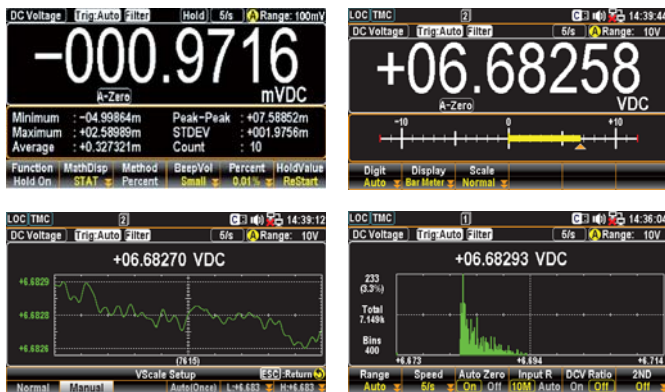 DC Voltage Trig:Auto Filter Hold 5/s A Range: 100mV
-000.9716
A-Zero mVDC
Minimum : -04.99864m Peak-Peak : +07.58852m
Maximum : +02.58989m STDEV : +001.9756m
Average : +0.327321m Count : 10
Function MathDisp Method BeepVol Percent HoldValue
Hold On STAT Percent Small 0.01% ReStart
LOC TMC 2 C 14:39:44
DC Voltage Trig:Auto Filter 5/s A Range: 10V
+06.68258
A-Zero VDC
-10 0 +10
Digit Display Scale
Auto Bar Meter Normal
LOC TMC 2 C 14:39:12
DC Voltage Trig:Auto Filter 5/s A Range: 10V
+06.68270 VDC
+6.6829
+6.6828
+6.6826
(7615)
VScale Setup ESC:Return
Normal Manual Auto(Once) L:+6.683 H:+6.683
LOC TMC 1 C 14:36:04
DC Voltage Trig:Auto Filter 5/s A Range: 10V
+06.68293 VDC
233
(3.3%)
Total
7.149k
Bins
400
+6.673 +6.694 +6.714
Range Speed Auto Zero Input R DCV Ratio 2ND
Auto 5/s On Off 10M Auto On Off Off